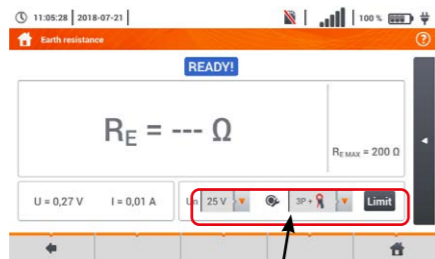 11:05:28 2018-07-21 100 %
Earth resistance
READY!
RE = --- Ω
RE MAX = 200 Ω
U = 0,27 V I = 0,01 A Un 25 V 3P + Limit